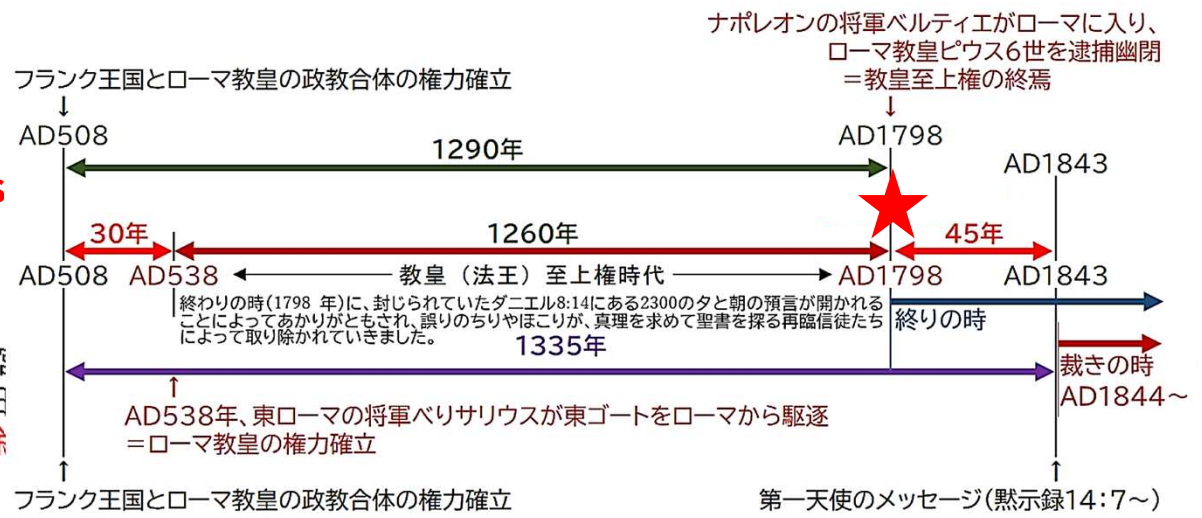 ナポレオンの将軍ベルティエがローマに入り、
ローマ教皇ピウス6世を逮捕幽閉
＝教皇至上権の終焉
フランク王国とローマ教皇の政教合体の権力確立
↓
↓
AD508
AD1798
1290年
AD1843
30年
1260年
45年
AD508
AD538
←教皇（法王）至上権時代→
AD1798
AD1843
終わりの時(1798 年)に、封じられていたダニエル8:14にある2300の夕と朝の預言が開かれる
ことによってあかりがともされ、誤りのちりやほこりが、真理を求めて聖書を探る再臨信徒たち
によって取り除かれていきました。
終りの時
1335年
裁きの時
AD1844～
↑
AD538年、東ローマの将軍べリサリウスが東ゴートをローマから駆逐
＝ローマ教皇の権力確立
↑
↑
フランク王国とローマ教皇の政教合体の権力確立
第一天使のメッセージ(黙示録14：7～)